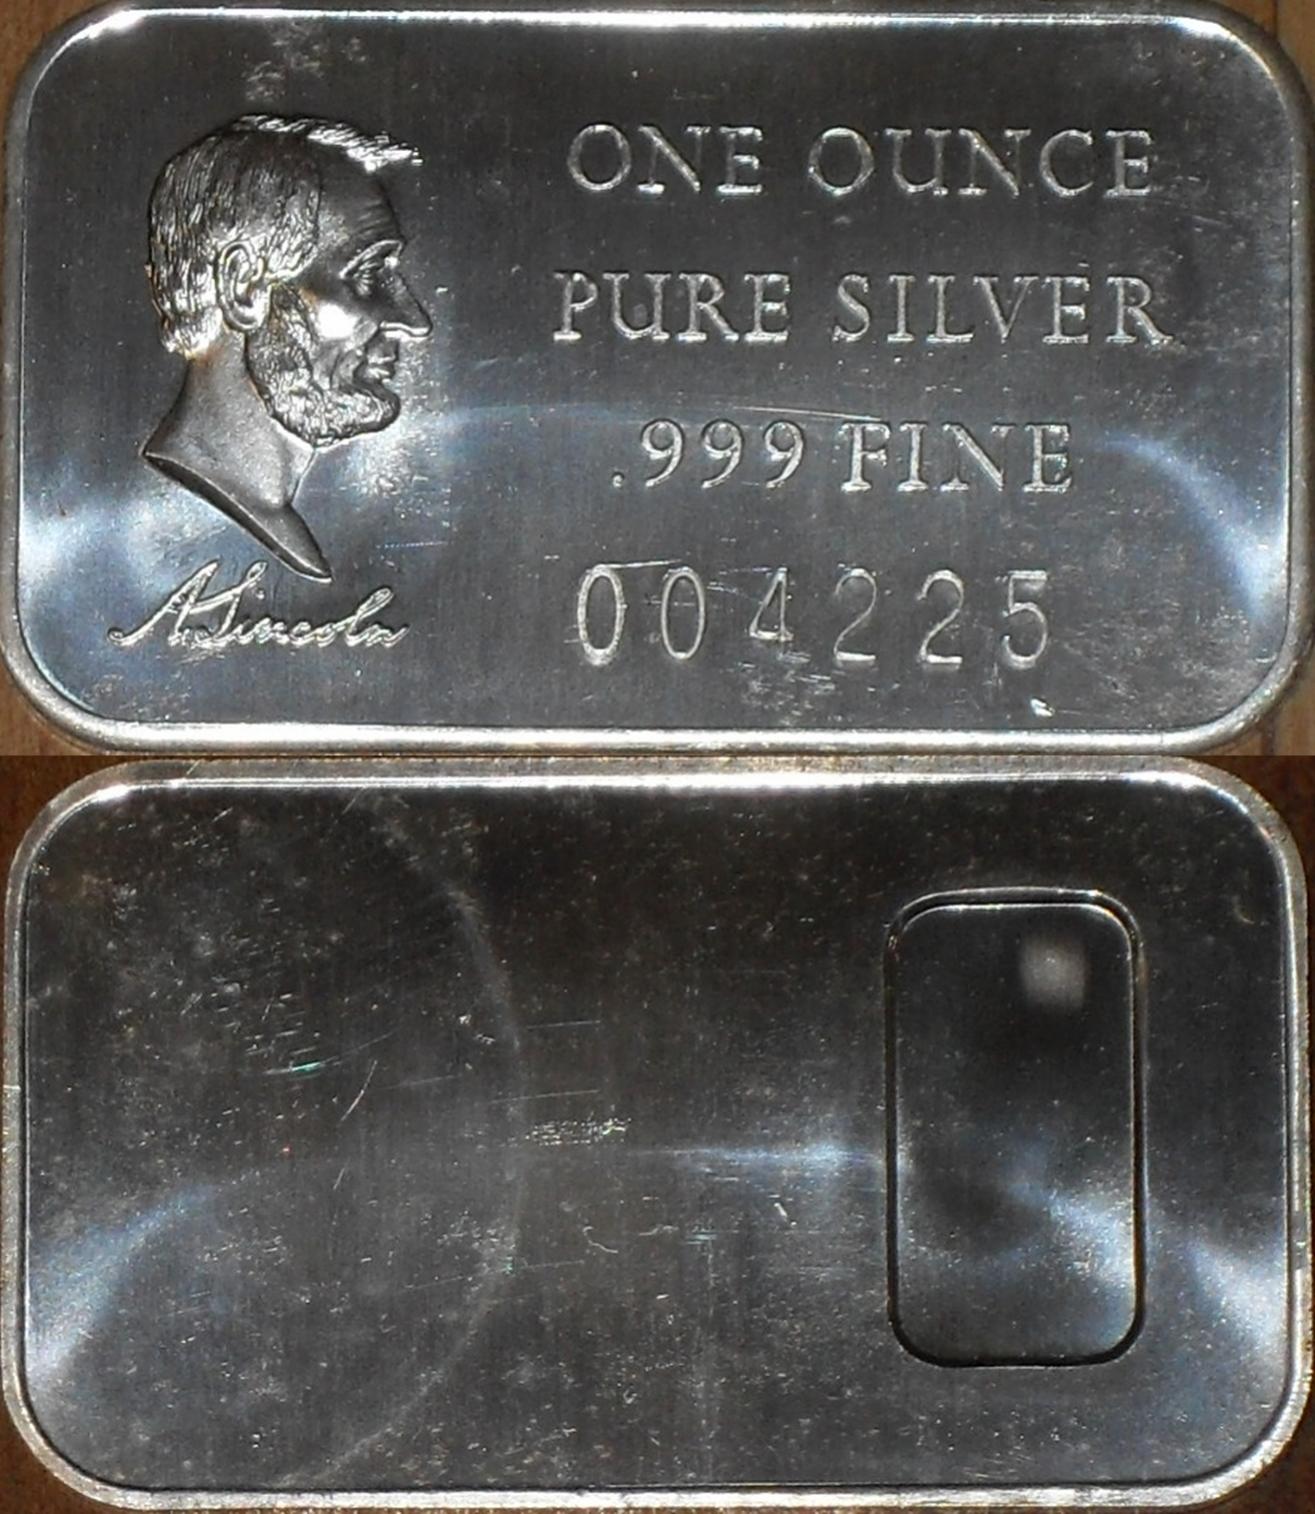 ONE OUNCE
PURE SILVER
.999 FINE
004225
A. Lincoln